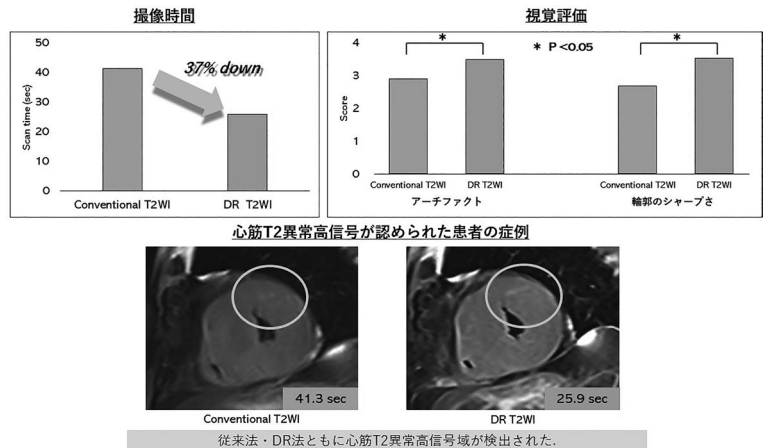 撮像時間
視覚評価
50
40
30
20
10
0
Scan time (sec)
37% down
Conventional T2WI
DR T2WI
4
3
2
1
0
Score
*
* P <0.05
*
Conventional T2WI
DR T2WI
Conventional T2WI
DR T2WI
アーチファクト
輪郭のシャープさ
心筋T2異常高信号が認められた患者の症例
41.3 sec
25.9 sec
Conventional T2WI
DR T2WI
従来法・DR法ともに心筋T2異常高信号域が検出された.